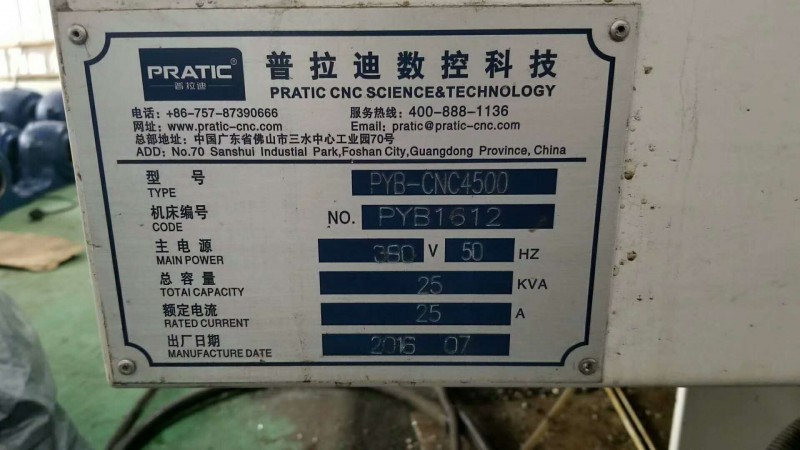 PRATIC®
普拉迪
普拉迪数控科技
PRATIC CNC SCIENCE&TECHNOLOGY
电话: +86-757-87390666 服务热线: 400-888-1136
网址: www.pratic-cnc.com Email: pratic@pratic-cnc.com
总部地址: 中国广东省佛山市三水中心工业园70号
ADD: No.70 Sanshui Industial Park,Foshan City,Guangdong Province, China
型 号 PYB-CNC4500
TYPE
机床编号 NO. PYB1612
CODE
主 电 源 380 V 50 HZ
MAIN POWER
总 容 量 25 KVA
TOTAI CAPACITY
额定电流 25 A
RATED CURRENT
出厂日期 2016 07
MANUFACTURE DATE